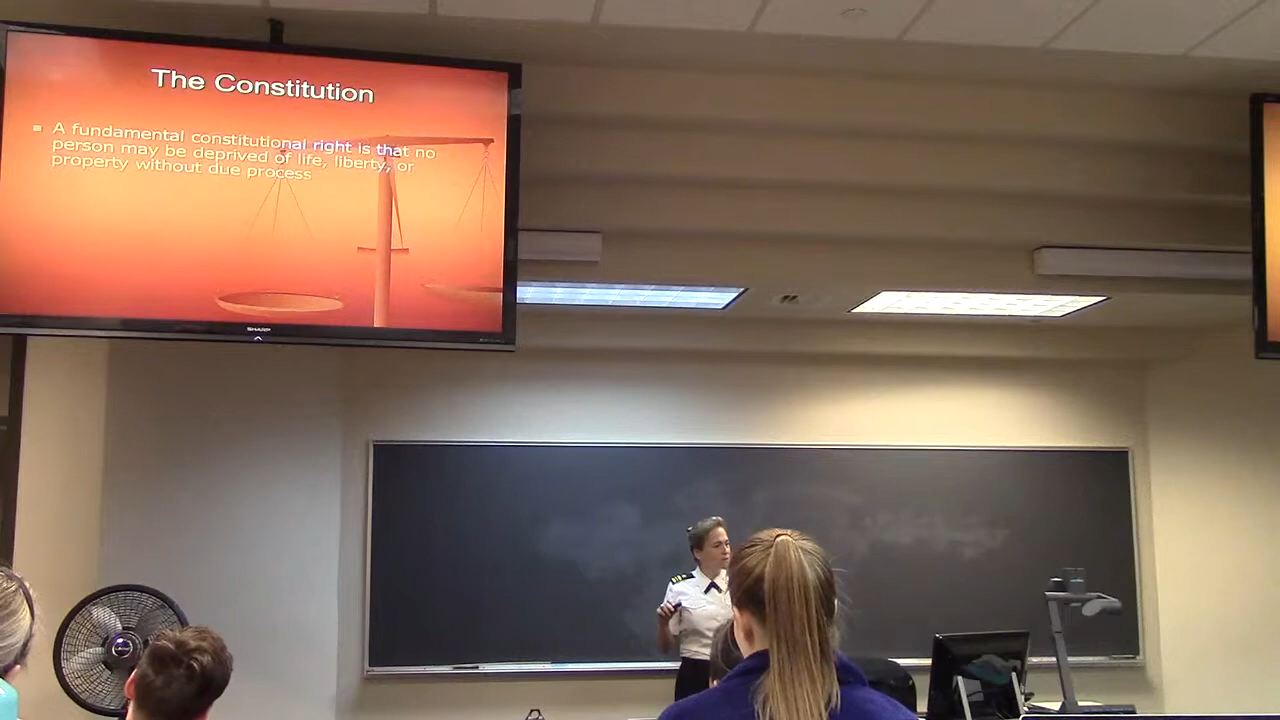 The Constitution
A fundamental constitutional right is that no
person may be deprived of life, liberty, or
property without due process
SHARP